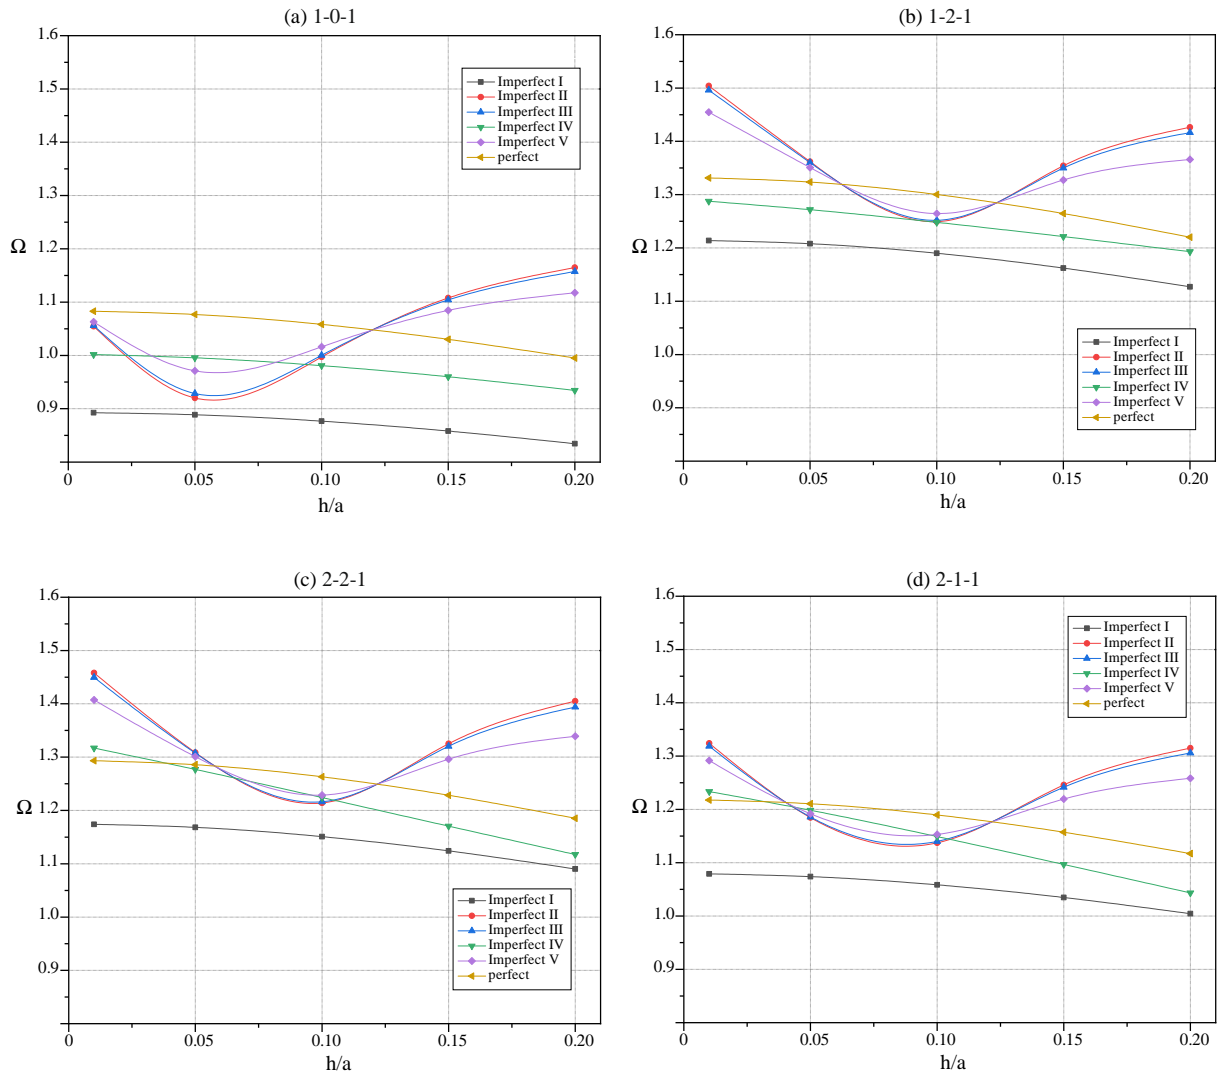 (a) 1-0-1
1.6
1.5
1.4
1.3
1.2
1.1
1.0
0.9
Ω
Imperfect I
Imperfect II
Imperfect III
Imperfect IV
Imperfect V
perfect
0 0.05 0.10 0.15 0.20
h/a
(b) 1-2-1
1.6
1.5
1.4
1.3
1.2
1.1
1.0
0.9
Ω
Imperfect I
Imperfect II
Imperfect III
Imperfect IV
Imperfect V
perfect
0 0.05 0.10 0.15 0.20
h/a
(c) 2-2-1
1.6
1.5
1.4
1.3
1.2
1.1
1.0
0.9
Ω
Imperfect I
Imperfect II
Imperfect III
Imperfect IV
Imperfect V
perfect
0 0.05 0.10 0.15 0.20
h/a
(d) 2-1-1
1.6
1.5
1.4
1.3
1.2
1.1
1.0
0.9
Ω
Imperfect I
Imperfect II
Imperfect III
Imperfect IV
Imperfect V
perfect
0 0.05 0.10 0.15 0.20
h/a